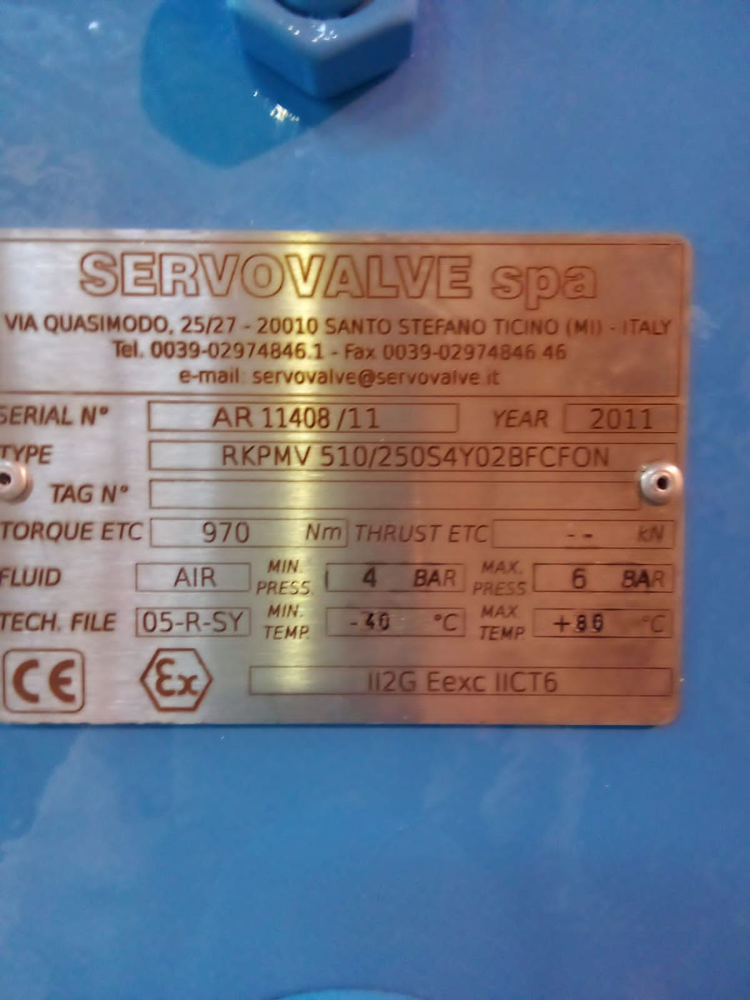 SERVOVALVE spa
VIA QUASIMODO, 25/27 - 20010 SANTO STEFANO TICINO (MI) - ITALY
Tel. 0039-02974846.1 - Fax 0039-02974846 46
e-mail: servovalve@servovalve.it
SERIAL N° AR 11408 /11 YEAR 2011
TYPE RKPMV 510/250S4Y02BFCFON
TAG N°
TORQUE ETC 970 Nm THRUST ETC -- kN
FLUID AIR MIN. PRESS. 4 BAR MAX. PRESS 6 BAR
TECH. FILE 05-R-SY MIN. TEMP. °C MAX TEMP °C
CE Ex II2G Eexc IICT6